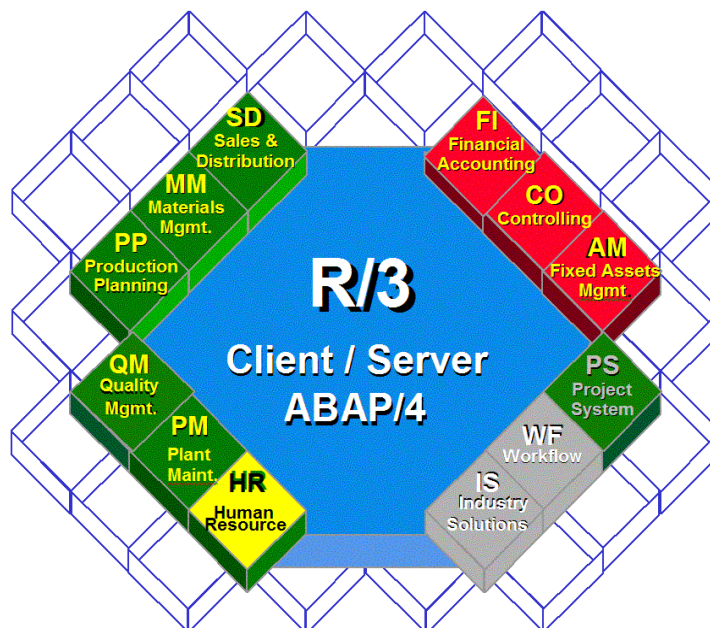 SD
Sales &
Distribution
MM
Materials
Mgmt.
PP
Production
Planning
FI
Financial
Accounting
CO
Controlling
AM
Fixed Assets
Mgmt.
R/3
Client / Server
ABAP/4
QM
Quality
Mgmt.
PM
Plant
Maint.
HR
Human
Resource
PS
Project
System
WF
Workflow
IS
Industry
Solutions